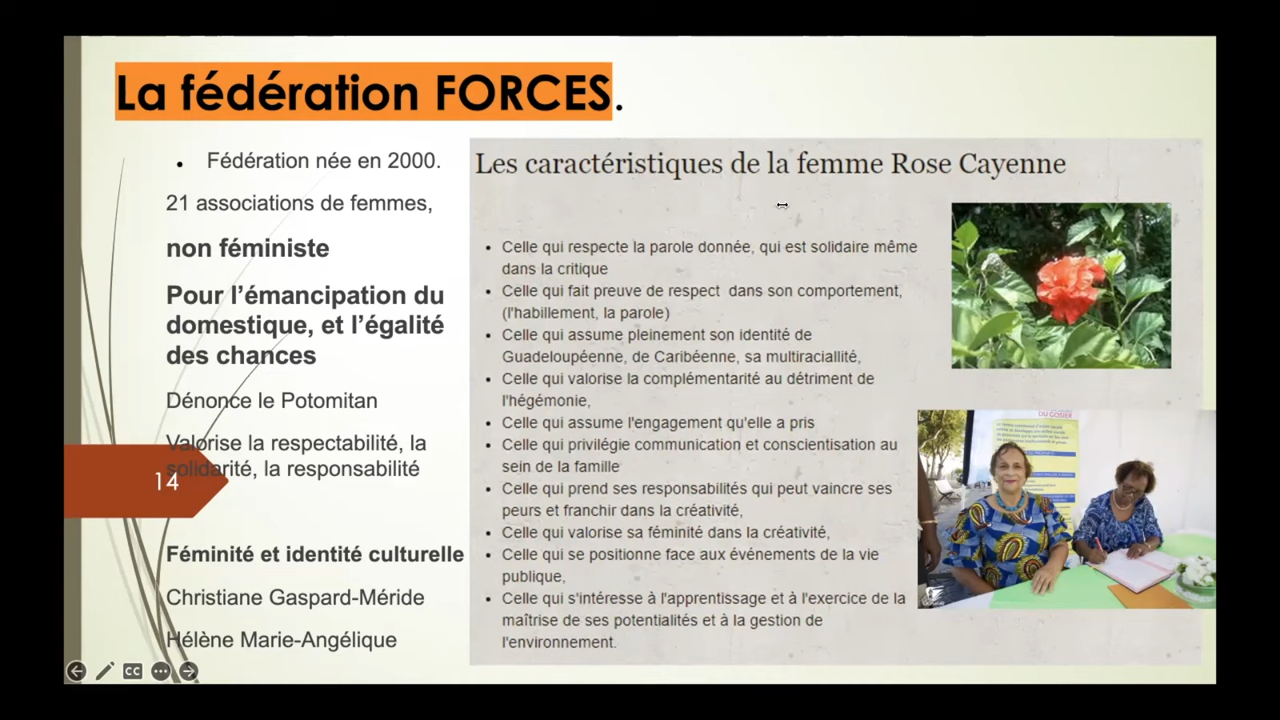 La fédération FORCES.
• Fédération née en 2000.
21 associations de femmes,
non féministe
Pour l’émancipation du
domestique, et l’égalité
des chances
Dénonce le Potomitan
Valorise la respectabilité, la
solidarité, la responsabilité
14
Féminité et identité culturelle
Christiane Gaspard-Méride
Hélène Marie-Angélique
Les caractéristiques de la femme Rose Cayenne
• Celle qui respecte la parole donnée, qui est solidaire même
dans la critique
• Celle qui fait preuve de respect dans son comportement,
(l'habillement, la parole)
• Celle qui assume pleinement son identité de
Guadeloupéenne, de Caribéenne, sa multiraciallité,
• Celle qui valorise la complémentarité au détriment de
l'hégémonie,
• Celle qui assume l'engagement qu'elle a pris
• Celle qui privilégie communication et conscientisation au
sein de la famille
• Celle qui prend ses responsabilités qui peut vaincre ses
peurs et franchir dans la créativité,
• Celle qui valorise sa féminité dans la créativité,
• Celle qui se positionne face aux événements de la vie
publique,
• Celle qui s'intéresse à l'apprentissage et à l'exercice de la
maîtrise de ses potentialités et à la gestion de
l'environnement.
DU GOSIER
CC